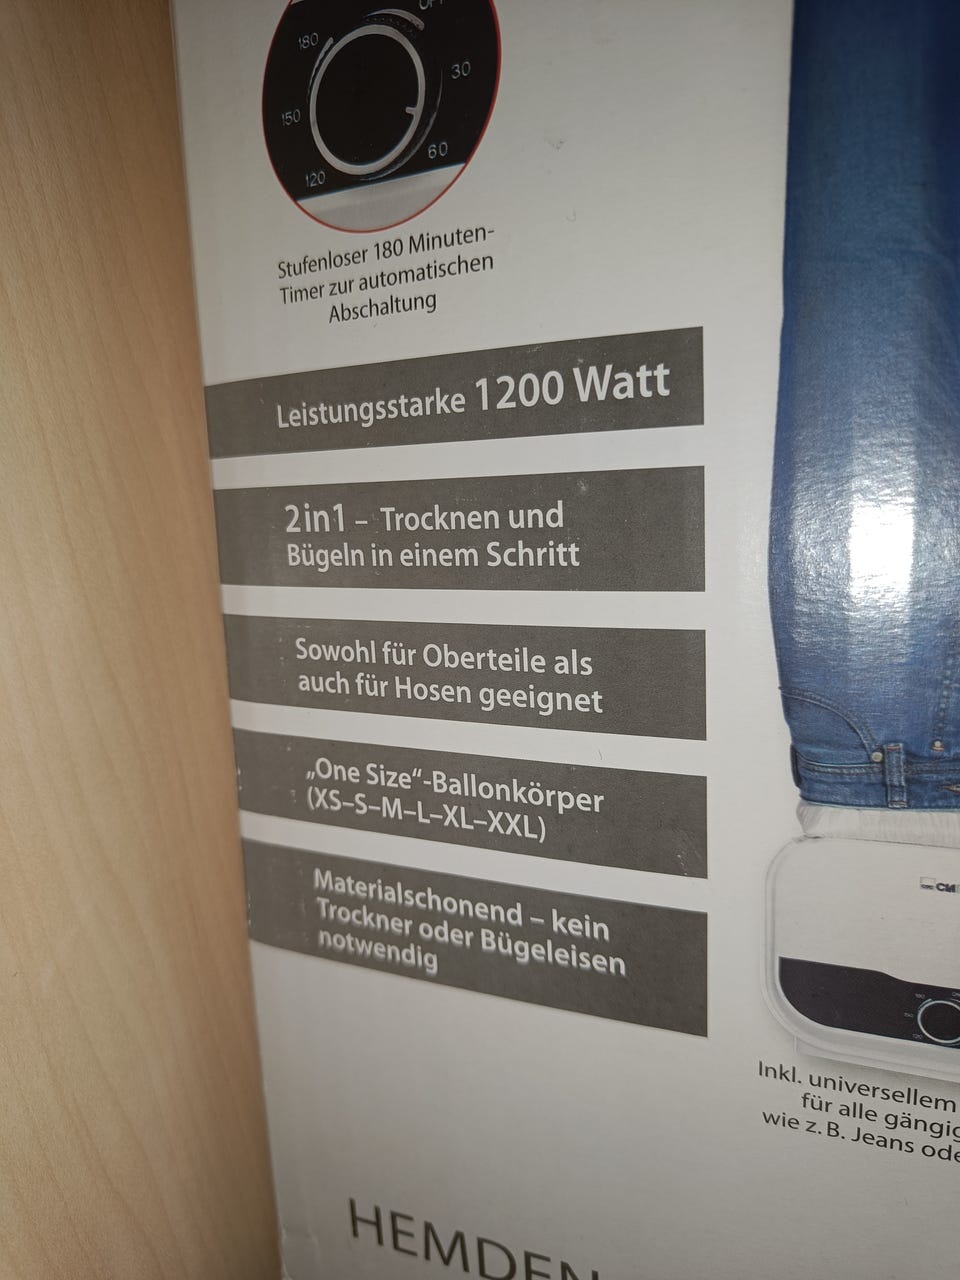 180
30
150
60
120
Stufenloser 180 Minuten-
Timer zur automatischen
Abschaltung
Leistungsstarke 1200 Watt
2in1 – Trocknen und
Bügeln in einem Schritt
Sowohl für Oberteile als
auch für Hosen geeignet
„One Size“-Ballonkörper
(XS–S–M–L–XL–XXL)
Materialschonend – kein
Trockner oder Bügeleisen
notwendig
Inkl. universellem
für alle
wie z. B. Jeans
HEMDEN